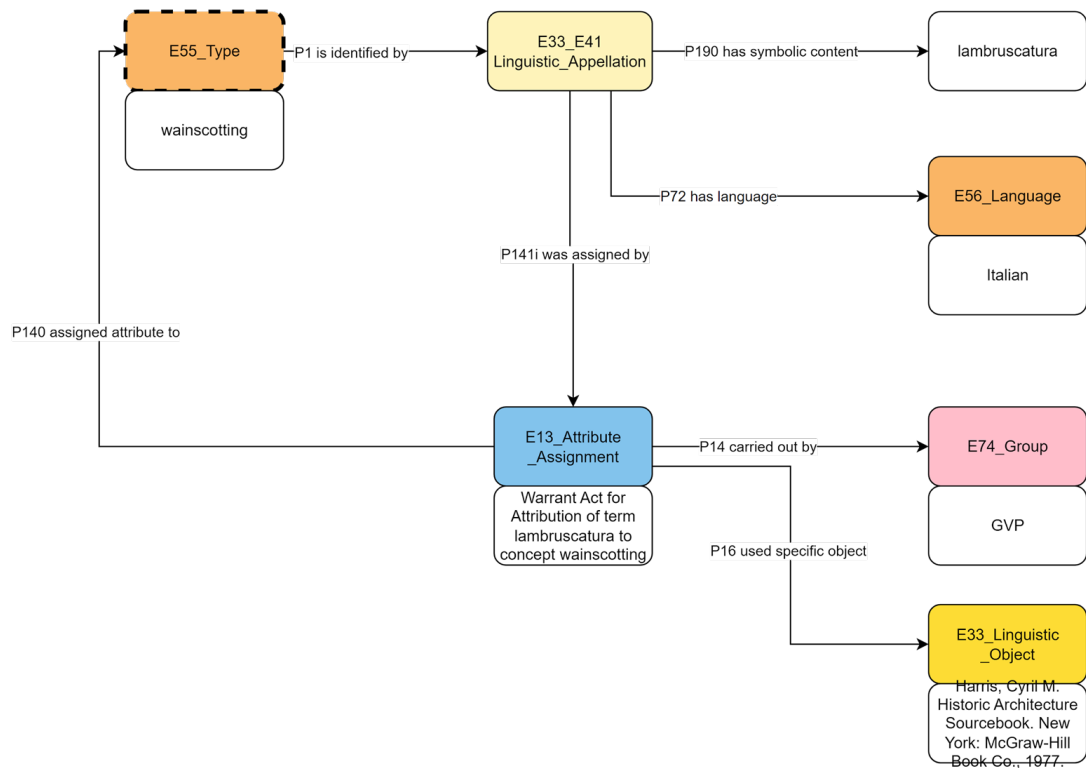 E55_Type
P1 is identified by
E33_E41
Linguistic_Appellation
P190 has symbolic content
lambruscatura
wainscotting
P72 has language
E56_Language
Italian
P141i was assigned by
P140 assigned attribute to
E13_Attribute
_Assignment
P14 carried out by
E74_Group
Warrant Act for
Attribution of term
lambruscatura to
concept wainscotting
GVP
P16 used specific object
E33_Linguistic
_Object
Harris, Cyril M.
Historic Architecture
Sourcebook. New
York: McGraw-Hill
Book Co., 1977.